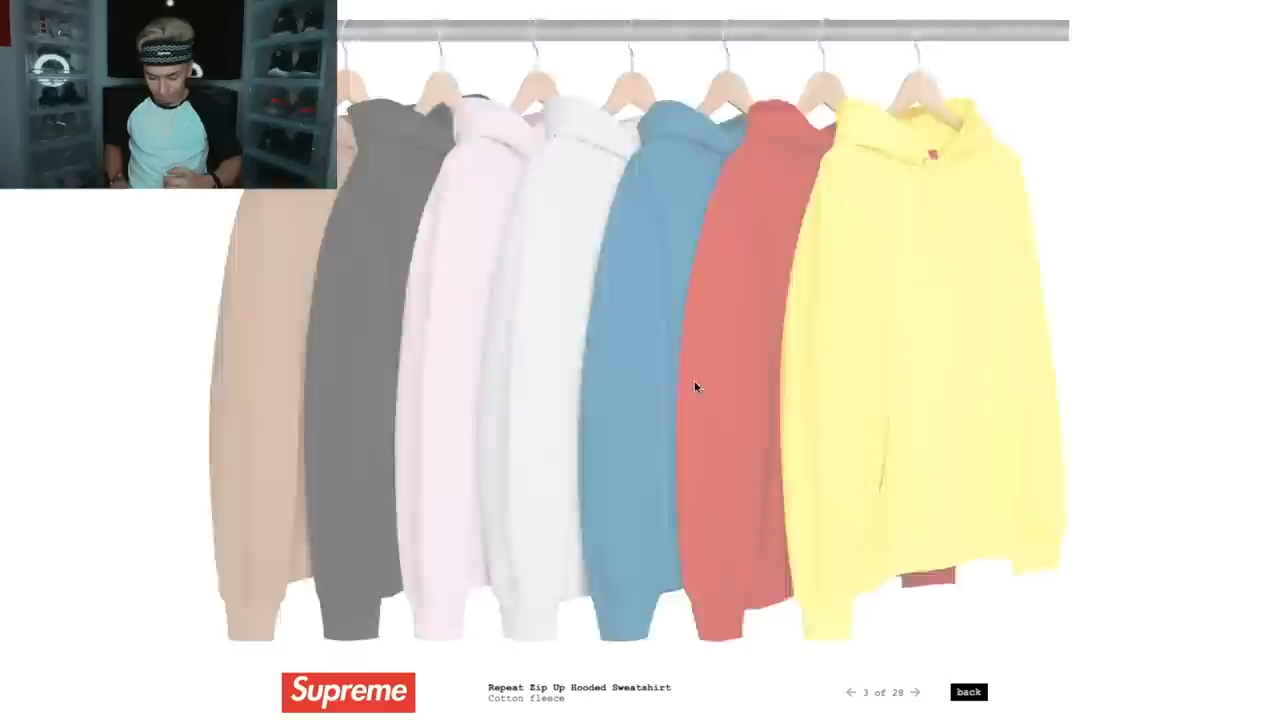 Supreme
Repeat Zip Up Hooded Sweatshirt
Cotton fleece
← 3 of 28 →
back